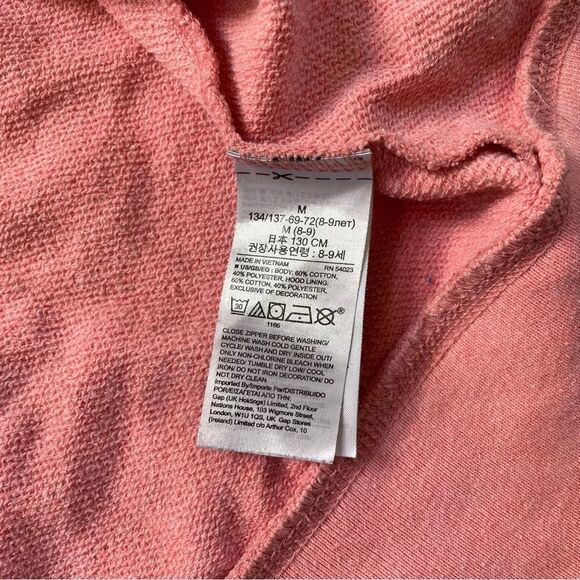 M
134/137-69-72(8-9лет)
M (8-9)
日本 130 CM
권장사용연령 : 8-9세
MADE IN VIETNAM RN 54023
■ US/GB/EG : BODY: 60% COTTON,
40% POLYESTER, HOOD LINING:
60% COTTON, 40% POLYESTER,
EXCLUSIVE OF DECORATION
30
1166
CLOSE ZIPPER BEFORE WASHING/
MACHINE WASH COLD GENTLE
CYCLE/ WASH AND DRY INSIDE OUT/
ONLY NON-CHLORINE BLEACH WHEN
NEEDED/ TUMBLE DRY LOW/ COOL
IRON/ DO NOT IRON DECORATION/ DO
NOT DRY CLEAN
Imported By/Importe Par/DISTRIBUIDO
POR/ΕΙΣΑΓΕΤΑΙ ΑΠΟ:
Gap (UK Holdings) Limited, 2nd Floor
Nations House, 103 Wigmore Street,
London, W1U 1QS, UK Gap Stores
(Ireland) Limited c/o Arthur Cox, 10